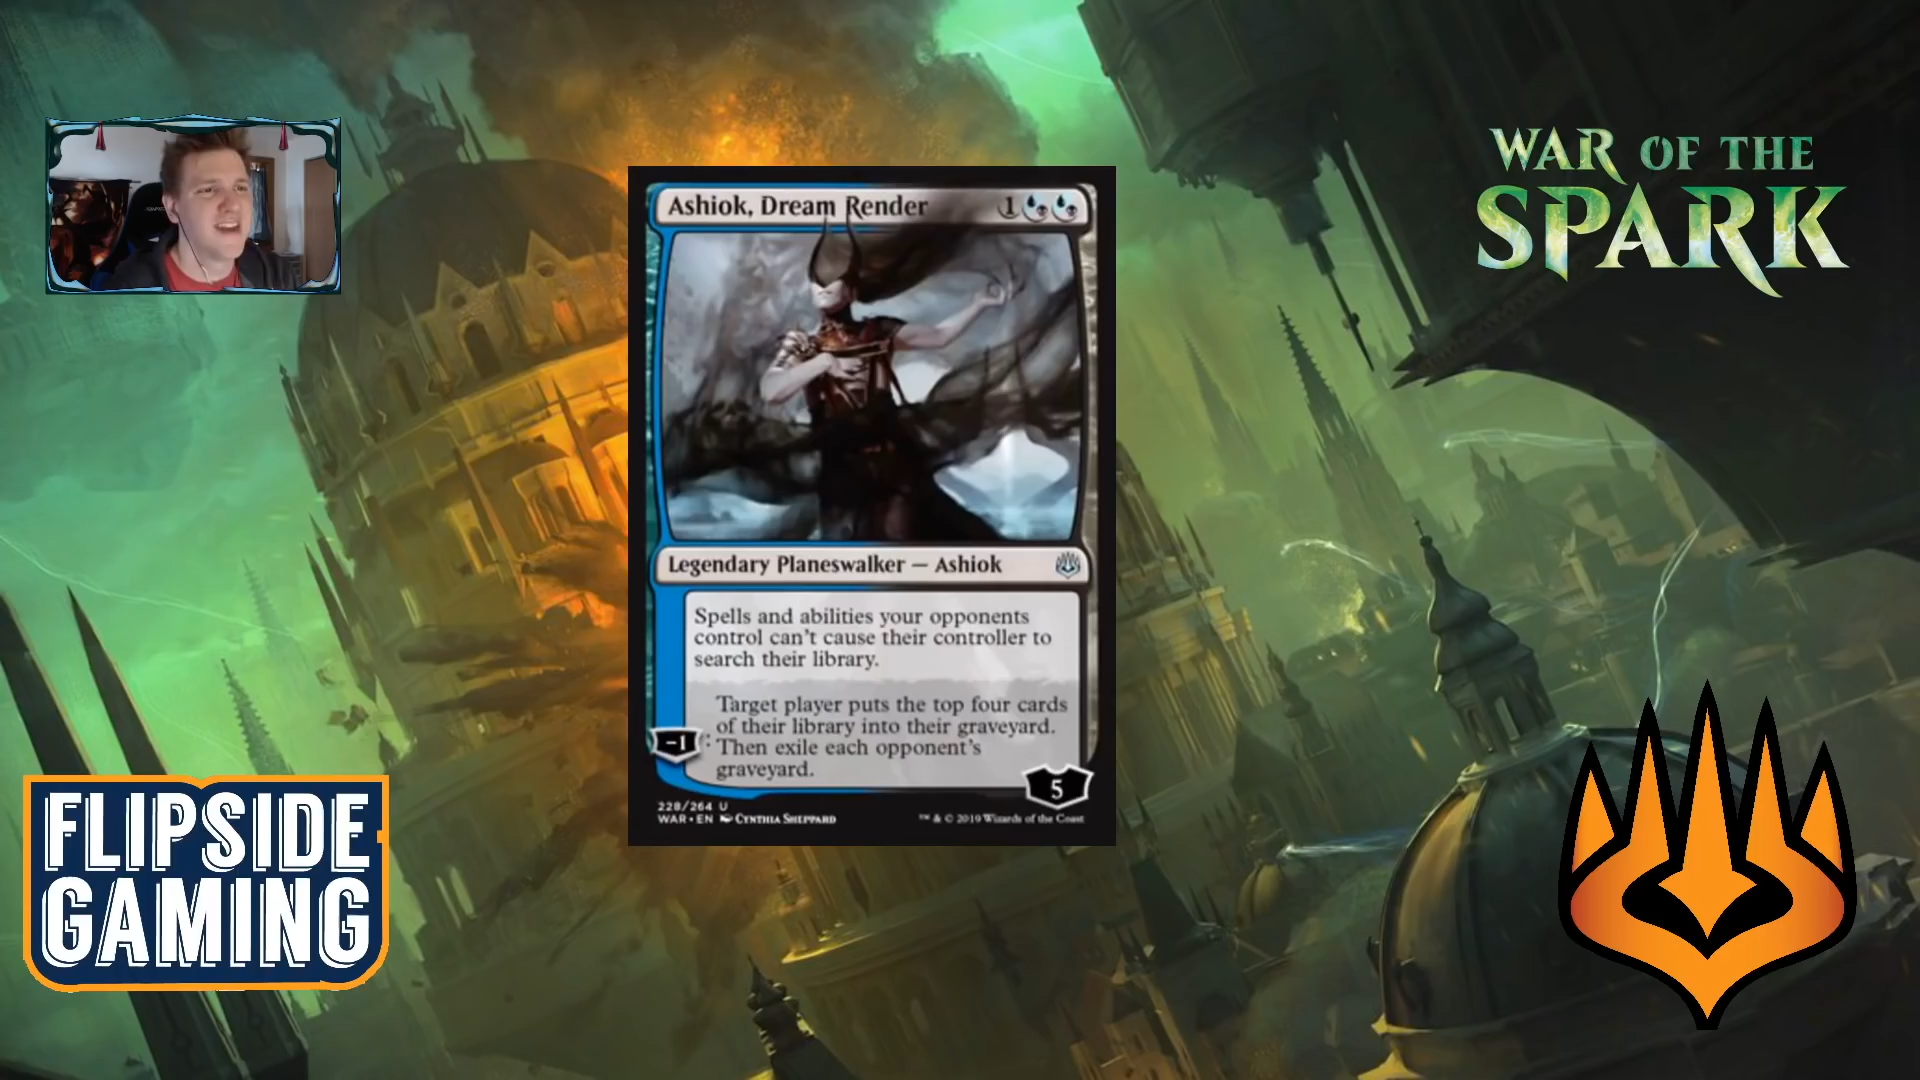 WAR OF THE
SPARK
Ashiok, Dream Render
1
Legendary Planeswalker — Ashiok
Spells and abilities your opponents
control can't cause their controller to
search their library.
Target player puts the top four cards
of their library into their graveyard.
−1: Then exile each opponent's
graveyard.
5
228/264 U
WAR • EN Cynthia Sheppard
™ & © 2019 Wizards of the Coast
FLIPSIDE
GAMING